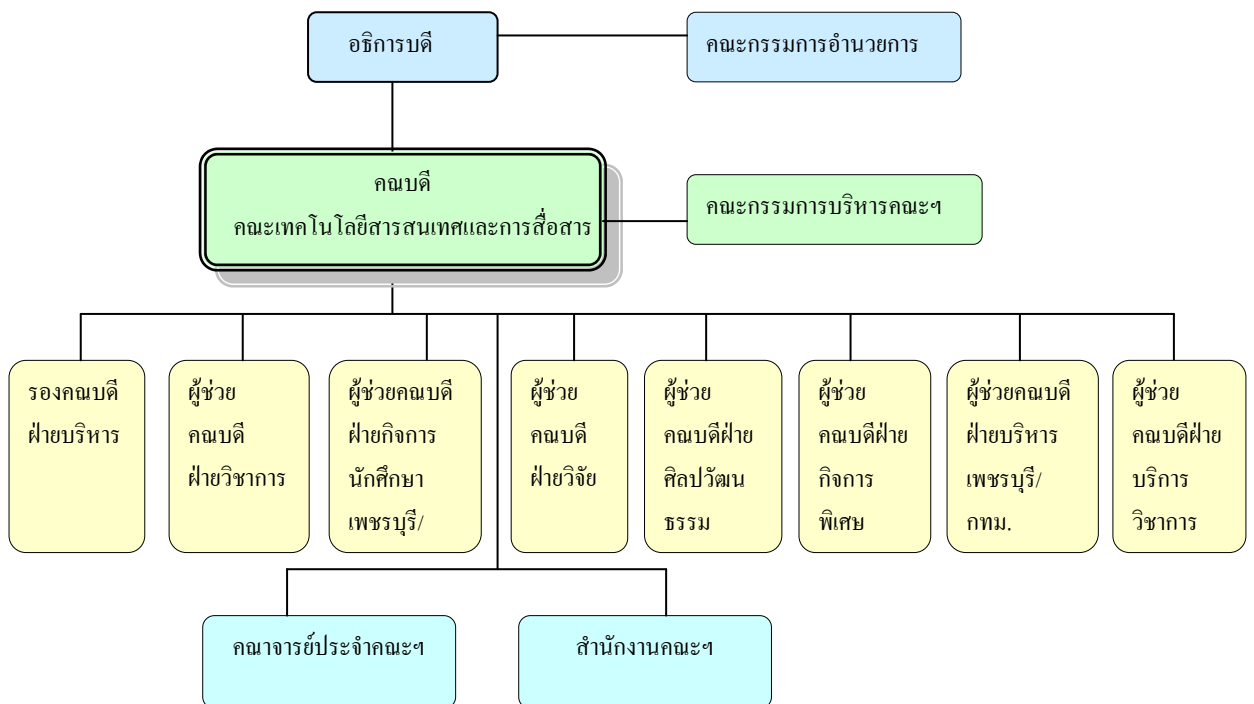 อธิการบดี
คณะกรรมการอำนวยการ
คณบดี
คณะเทคโนโลยีสารสนเทศและการสื่อสาร
คณะกรรมการบริหารคณะฯ
รองคณบดี
ฝ่ายบริหาร
ผู้ช่วย
คณบดี
ฝ่ายวิชาการ
ผู้ช่วยคณบดี
ฝ่ายกิจการ
นักศึกษา
เพชรบุรี/
ผู้ช่วย
คณบดี
ฝ่ายวิจัย
ผู้ช่วย
คณบดีฝ่าย
ศิลปวัฒน
ธรรม
ผู้ช่วย
คณบดีฝ่าย
กิจการ
พิเศษ
ผู้ช่วยคณบดี
ฝ่ายบริหาร
เพชรบุรี/
กทม.
ผู้ช่วย
คณบดีฝ่าย
บริการ
วิชาการ
คณาจารย์ประจำคณะฯ
สำนักงานคณะฯ